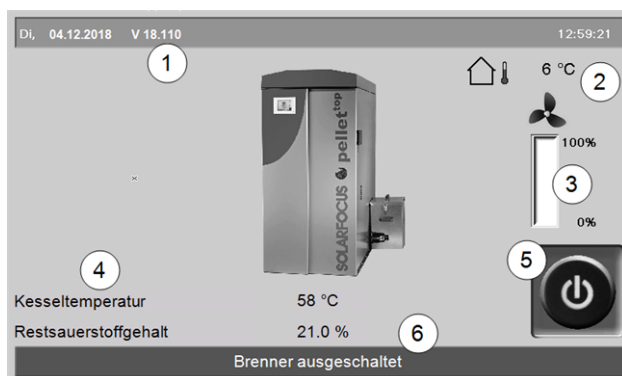 Di, 04.12.2018 V 18.110 12:59:21
1
6 °C
2
100%
3
0%
SOLARFOCUS pellet top
4
5
Kesseltemperatur 58 °C
Restsauerstoffgehalt 21.0 %
6
Brenner ausgeschaltet